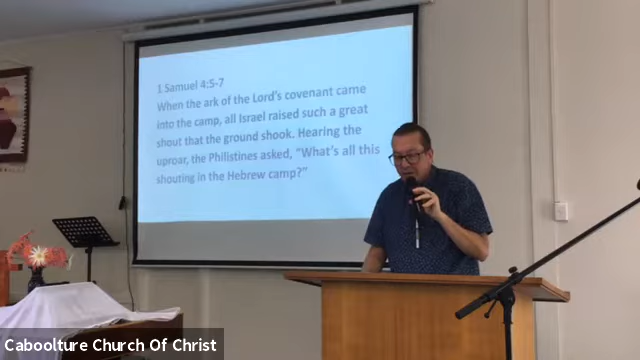 1 Samuel 4:5-7
When the ark of the Lord's covenant came
into the camp, all Israel raised such a great
shout that the ground shook. Hearing the
uproar, the Philistines asked, "What's all this
shouting in the Hebrew camp?"
Caboolture Church Of Christ